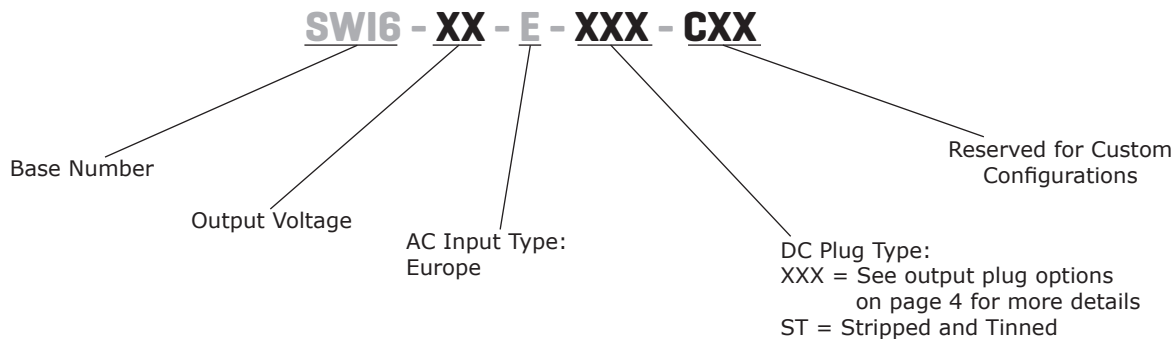 SWI6 - XX - E - XXX - CXX
Base Number
Output Voltage
AC Input Type:
Europe
DC Plug Type:
XXX = See output plug options
on page 4 for more details
ST = Stripped and Tinned
Reserved for Custom
Configurations